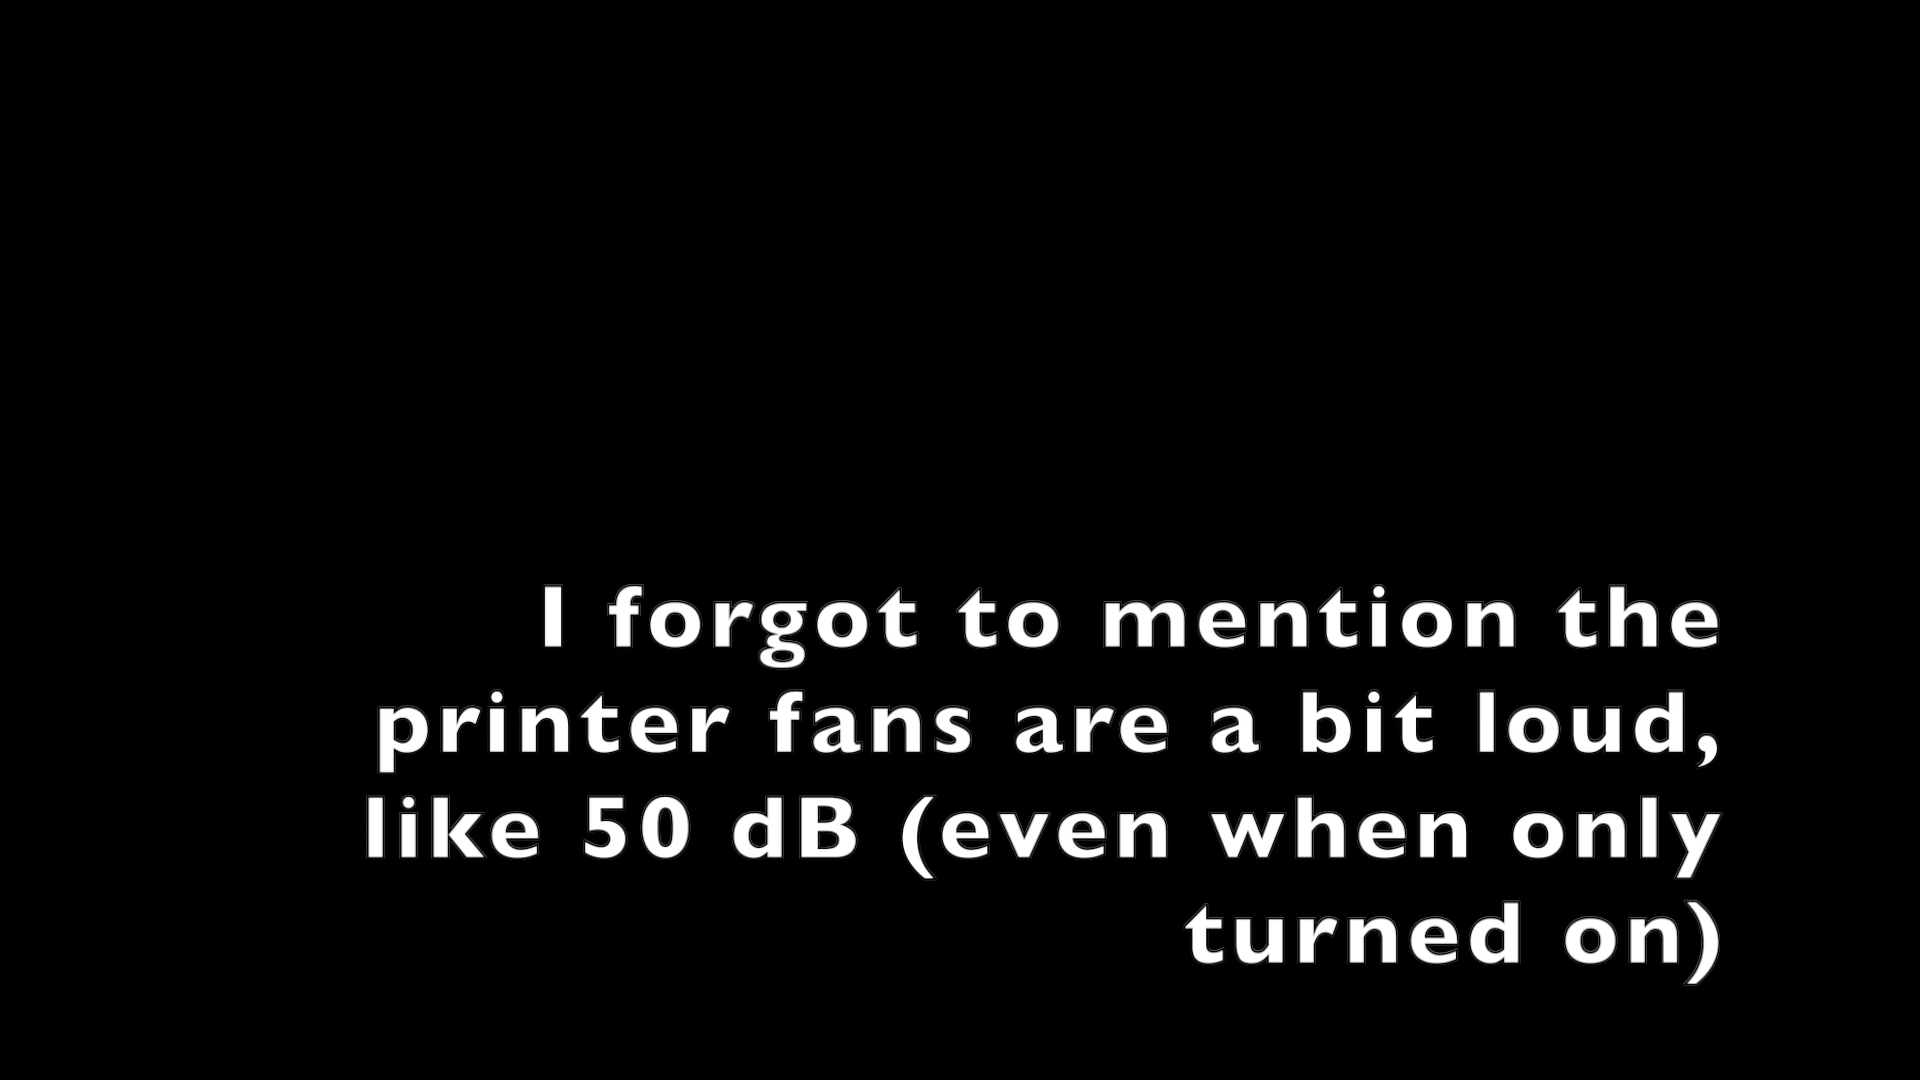 I forgot to mention the
printer fans are a bit loud,
like 50 dB (even when only
turned on)